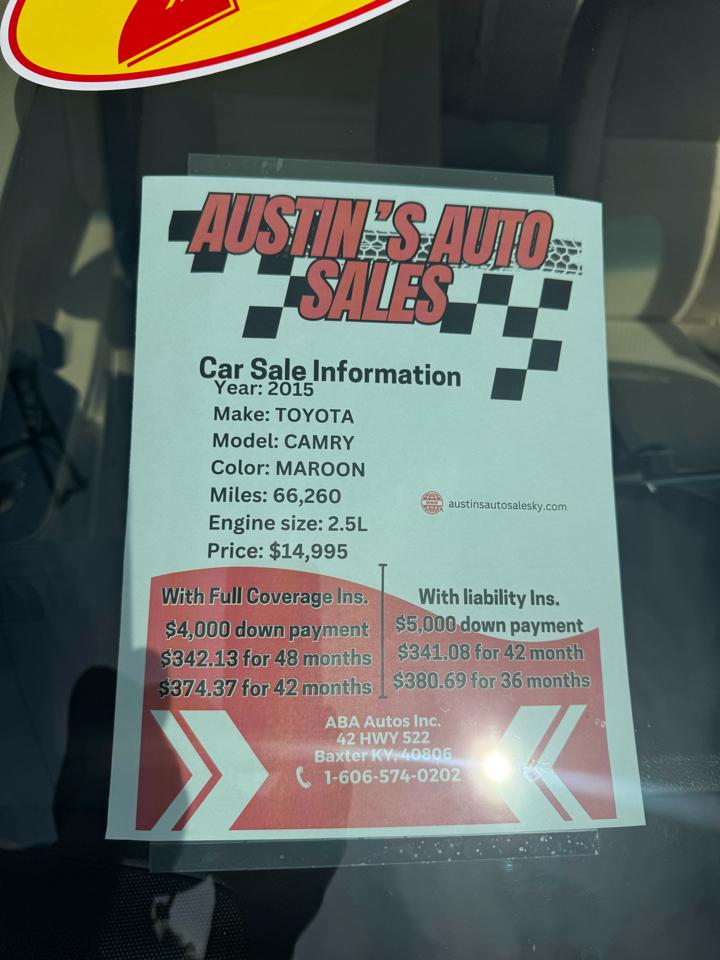 AUSTIN'S AUTO
SALES
Car Sale Information
Year: 2015
Make: TOYOTA
Model: CAMRY
Color: MAROON
Miles: 66,260
Engine size: 2.5L
Price: $14,995
austinsautosalesky.com
With Full Coverage Ins.
$4,000 down payment
$342.13 for 48 months
$374.37 for 42 months
With liability Ins.
$5,000 down payment
$341.08 for 42 month
$380.69 for 36 months
ABA Autos Inc.
42 HWY 522
Baxter KY, 40806
1-606-574-0202